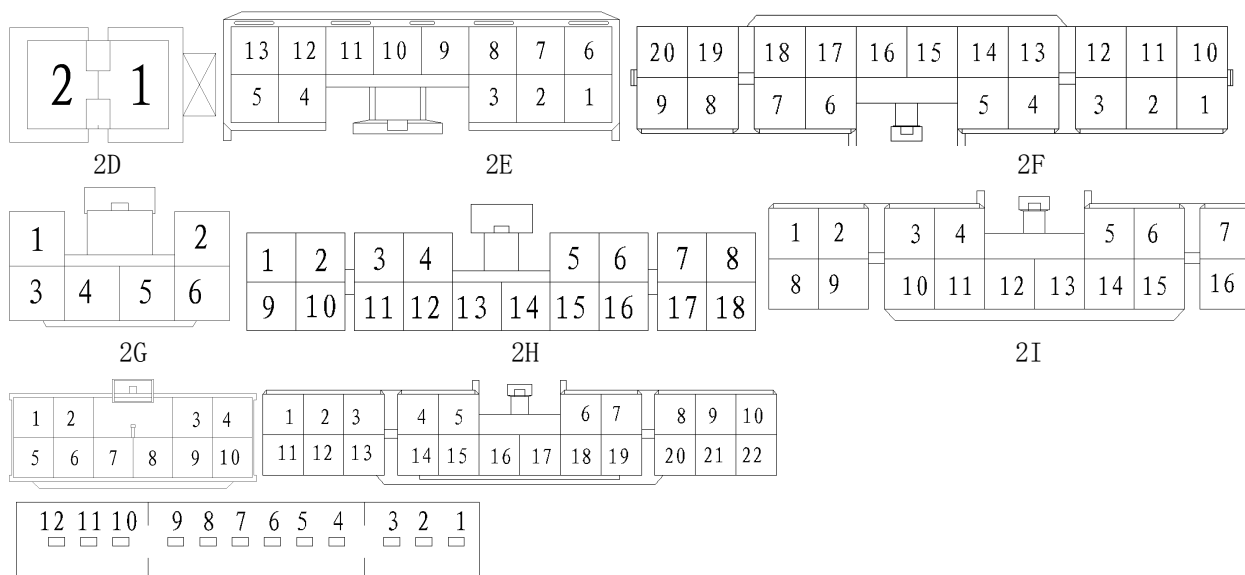 2 1
2D
13 12 11 10 9 8 7 6
5 4 3 2 1
2E
20 19 18 17 16 15 14 13 12 11 10
9 8 7 6 5 4 3 2 1
2F
1 2
3 4 5 6
2G
1 2 3 4 5 6 7 8
9 10 11 12 13 14 15 16 17 18
2H
1 2 3 4 5 6 7
8 9 10 11 12 13 14 15 16
2I
1 2 3 4
5 6 7 8 9 10
1 2 3 4 5 6 7 8 9 10
11 12 13 14 15 16 17 18 19 20 21 22
12 11 10 9 8 7 6 5 4 3 2 1